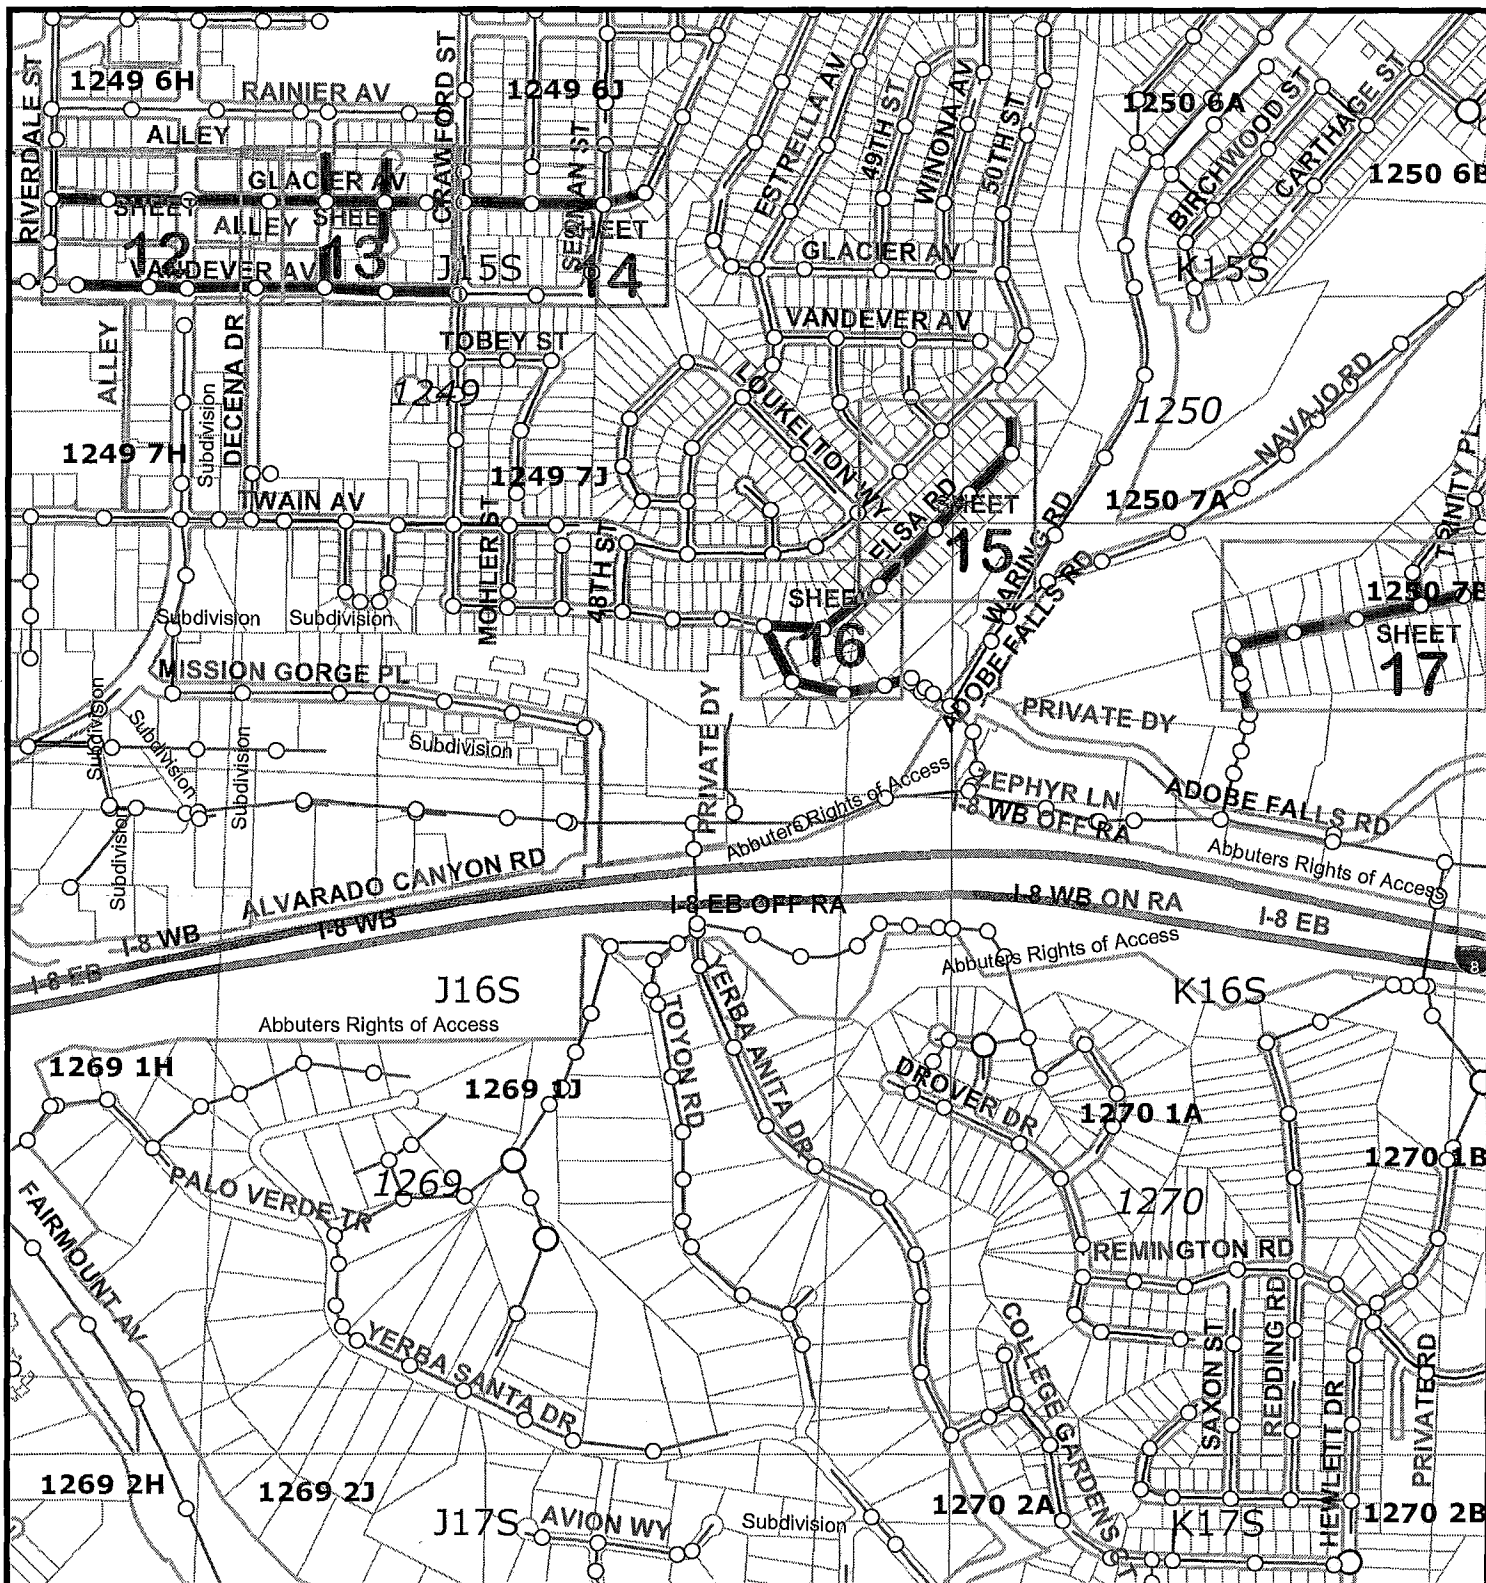 1249 6H
RAINIER AV
RIVERDALE ST
ALLEY
CRAWFORD ST
1249 6J
ESTRELLA AV
49TH ST
WINONA AV
50TH ST
1250 6A
BIRCHWOOD ST
CARTHAGE ST
1250 6B
GLACIER AV
SHEET
12
ALLEY
SHEET
13
VANDEVER AV
J15S
SHEET
14
GLACIER AV
K15S
VANDEVER AV
ALLEY
DECENA DR
Subdivision
TOBEY ST
1249
LOUKELTON WY
1250
NAVAJO RD
TRINITY PL
1249 7H
1249 7J
TWAIN AV
MOHLER ST
48TH ST
ELSA RD
SHEET
15
WARING RD
1250 7A
ADOBE FALLS RD
1250 7B
SHEET
17
Subdivision
Subdivision
SHEET
16
MISSION GORGE PL
Subdivision
Subdivision
Subdivision
Subdivision
PRIVATE DY
PRIVATE DY
ZEPHYR LN
I-8 WB OFF RA
ADOBE FALLS RD
Abbuters Rights of Access
Abbuters Rights of Access
Subdivision
ALVARADO CANYON RD
I-8 WB
I-8 WB
I-8 EB
I-8 EB OFF RA
I-8 WB ON RA
I-8 EB
8
Abbuters Rights of Access
J16S
K16S
Abbuters Rights of Access
1269 1H
1269 1J
TOYON RD
YERBA ANITA DR
DROVER DR
1270 1A
1270 1B
PALO VERDE TR
1269
1270
FAIRMOUNT AV
REMINGTON RD
YERBA SANTA DR
COLLEGE GARDENS CT
SAXON ST
REDDING RD
HEWLETT DR
PRIVATE RD
1269 2H
1269 2J
J17S
AVION WY
Subdivision
1270 2A
K17S
1270 2B